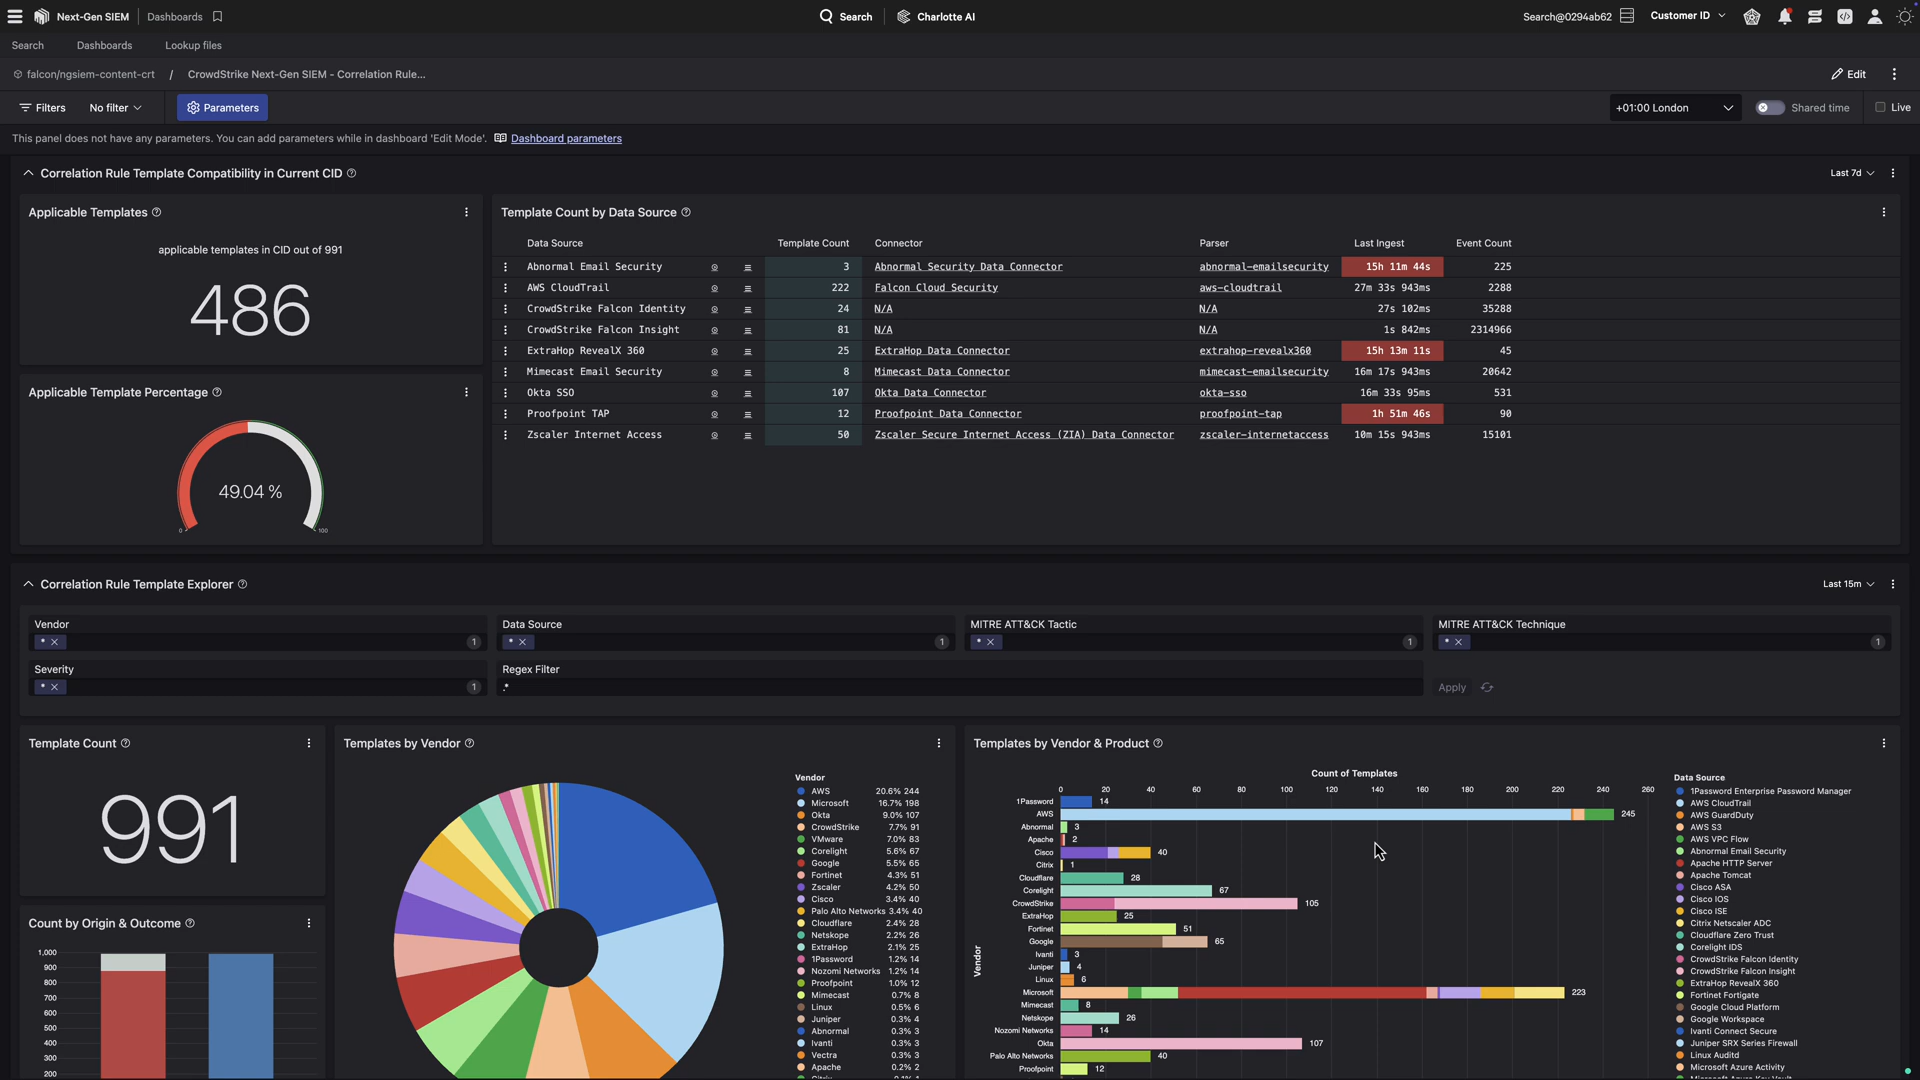 Next-Gen SIEM Dashboards Search Charlotte AI Search@0294ab62 Customer ID
Search Dashboards Lookup files
falcon/ngsiem-content-crt / CrowdStrike Next-Gen SIEM - Correlation Rule... Edit
Filters No filter Parameters +01:00 London Shared time Live
This panel does not have any parameters. You can add parameters while in dashboard 'Edit Mode'. Dashboard parameters
Correlation Rule Template Compatibility in Current CID Last 7d
Applicable Templates
applicable templates in CID out of 991
486
Applicable Template Percentage
49.04 %
0 100
Template Count by Data Source
Data Source Template Count Connector Parser Last Ingest Event Count
Abnormal Email Security 3 Abnormal Security Data Connector abnormal-emailsecurity 15h 11m 44s 225
AWS CloudTrail 222 Falcon Cloud Security aws-cloudtrail 27m 33s 943ms 2288
CrowdStrike Falcon Identity 24 N/A N/A 27s 102ms 35288
CrowdStrike Falcon Insight 81 N/A N/A 1s 842ms 2314966
ExtraHop RevealX 360 25 ExtraHop Data Connector extrahop-revealx360 15h 13m 11s 45
Mimecast Email Security 8 Mimecast Data Connector mimecast-emailsecurity 16m 17s 943ms 20642
Okta SSO 107 Okta Data Connector okta-sso 16m 33s 95ms 531
Proofpoint TAP 12 Proofpoint Data Connector proofpoint-tap 1h 51m 46s 90
Zscaler Internet Access 50 Zscaler Secure Internet Access (ZIA) Data Connector zscaler-internetaccess 10m 15s 943ms 15101
Correlation Rule Template Explorer Last 15m
Vendor Data Source MITRE ATT&CK Tactic MITRE ATT&CK Technique
* 1 * 1 * 1 * 1
Severity Regex Filter
* 1 .* Apply
Template Count
991
Count by Origin & Outcome
1,000
900
800
700
600
500
400
300
200
Templates by Vendor
Vendor
AWS 20.6% 244
Microsoft 16.7% 198
Okta 9.0% 107
CrowdStrike 7.7% 91
VMware 7.0% 83
Corelight 5.6% 67
Google 5.5% 65
Fortinet 4.3% 51
Zscaler 4.2% 50
Cisco 3.4% 40
Palo Alto Networks 3.4% 40
Cloudflare 2.4% 28
Netskope 2.2% 26
ExtraHop 2.1% 25
1Password 1.2% 14
Nozomi Networks 1.2% 14
Proofpoint 1.0% 12
Mimecast 0.7% 8
Linux 0.5% 6
Juniper 0.3% 4
Abnormal 0.3% 3
Ivanti 0.3% 3
Vectra 0.3% 3
Apache 0.2% 2
Templates by Vendor & Product
Count of Templates
0 20 40 60 80 100 120 140 160 180 200 220 240 260
Vendor
1Password 14
AWS 245
Abnormal 3
Apache 2
Cisco 40
Citrix 1
Cloudflare 28
Corelight 67
CrowdStrike 105
ExtraHop 25
Fortinet 51
Google 65
Ivanti 3
Juniper 4
Linux 6
Microsoft 223
Mimecast 8
Netskope 26
Nozomi Networks 14
Okta 107
Palo Alto Networks 40
Proofpoint 12
Data Source
1Password Enterprise Password Manager
AWS CloudTrail
AWS GuardDuty
AWS S3
AWS VPC Flow
Abnormal Email Security
Apache HTTP Server
Apache Tomcat
Cisco ASA
Cisco IOS
Cisco ISE
Citrix Netscaler ADC
Cloudflare Zero Trust
Corelight IDS
CrowdStrike Falcon Identity
CrowdStrike Falcon Insight
ExtraHop RevealX 360
Fortinet Fortigate
Google Cloud Platform
Google Workspace
Ivanti Connect Secure
Juniper SRX Series Firewall
Linux Auditd
Microsoft Azure Activity